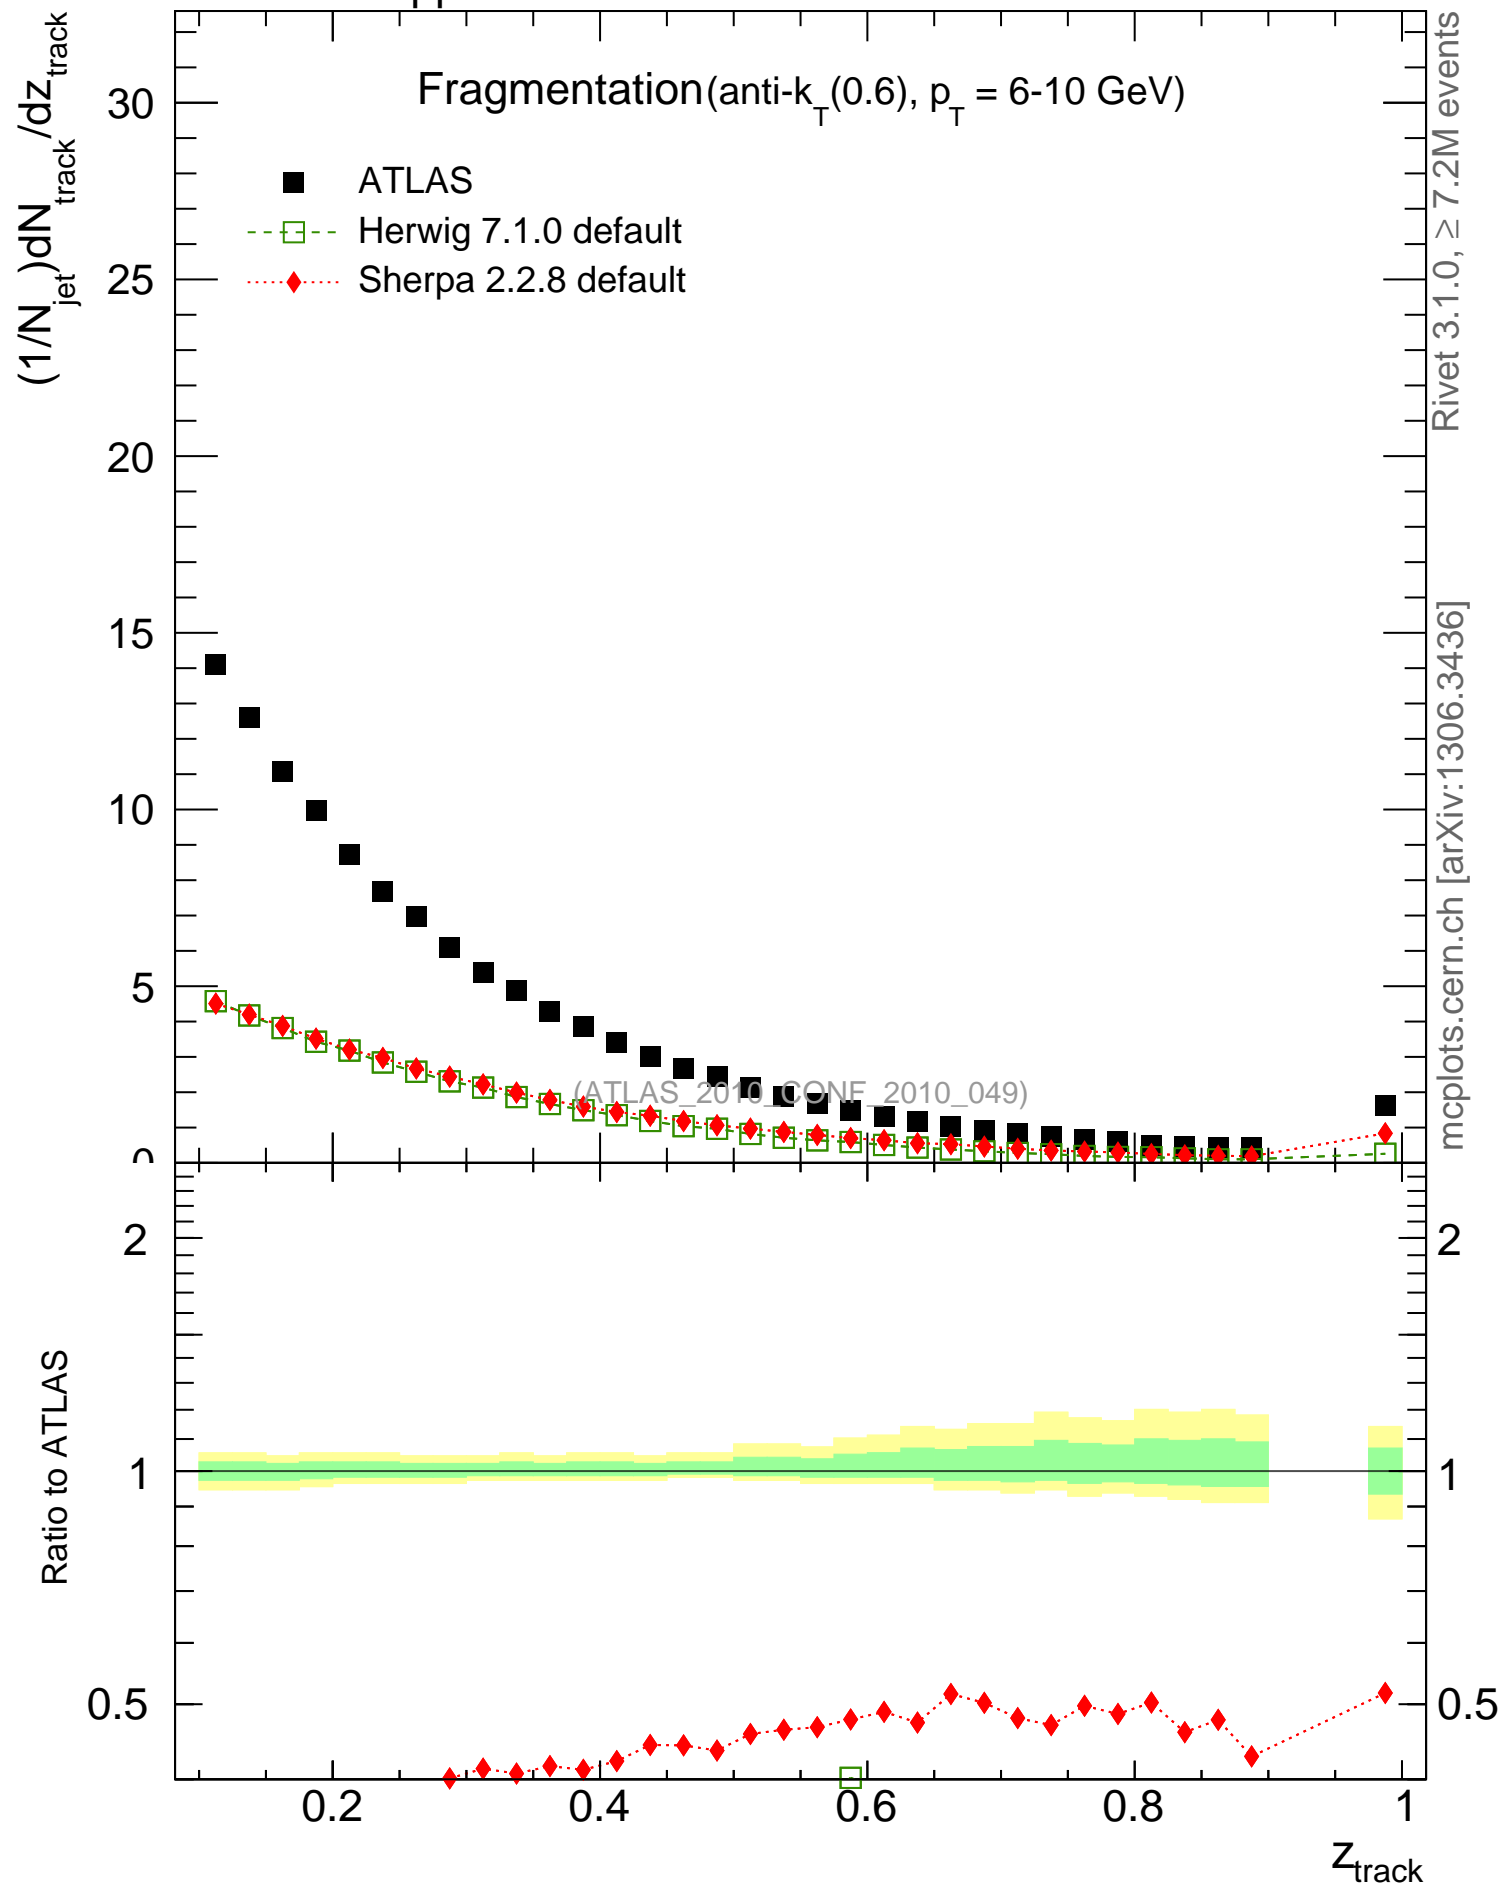 pp
(1/N_jet)dN_track/dz_track
Fragmentation (anti-k_T(0.6), p_T = 6-10 GeV)
ATLAS
Herwig 7.1.0 default
Sherpa 2.2.8 default
30
25
20
15
10
5
0
(ATLAS_2010_CONF_2010_049)
Rivet 3.1.0, ≥ 7.2M events
mcplots.cern.ch [arXiv:1306.3436]
Ratio to ATLAS
2
1
0.5
2
1
0.5
0.2 0.4 0.6 0.8 1
z_track